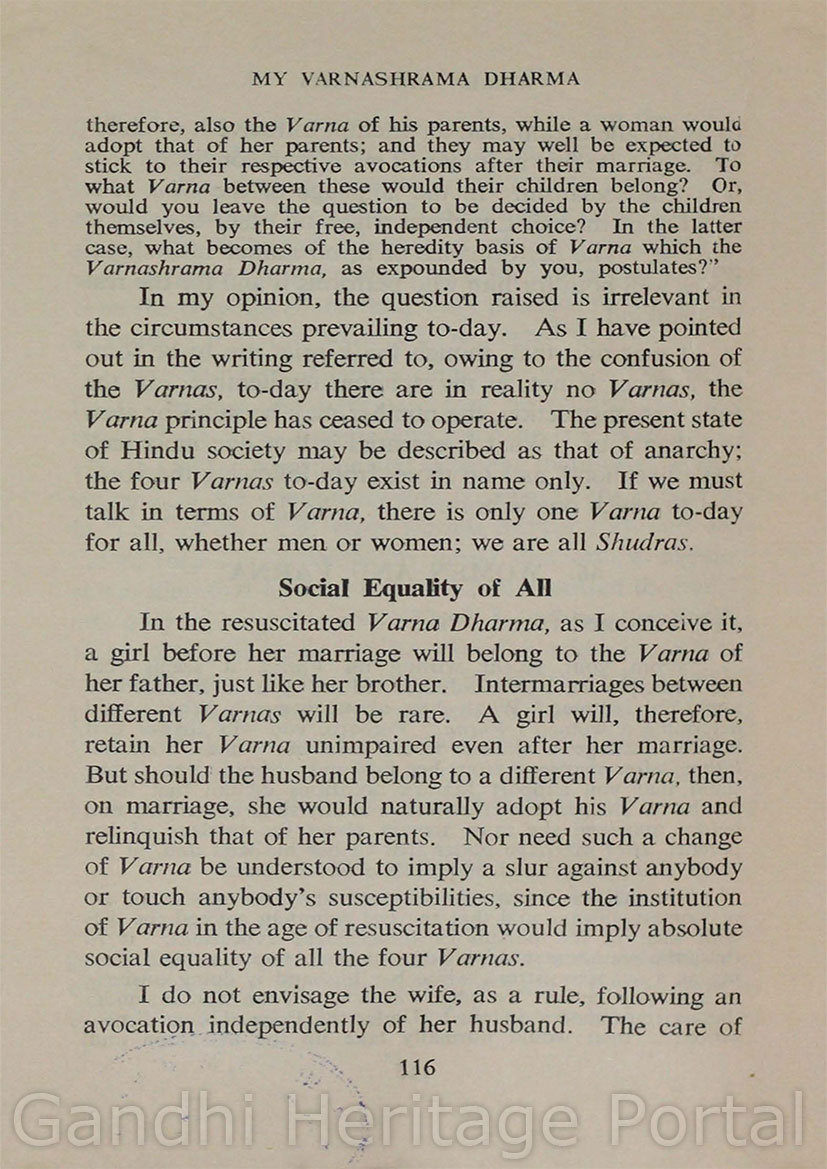 MY VARNASHRAMA DHARMA
therefore, also the Varna of his parents, while a woman would
adopt that of her parents; and they may well be expected to
stick to their respective avocations after their marriage. To
what Varna between these would their children belong? Or,
would you leave the question to be decided by the children
themselves, by their free, independent choice? In the latter
case, what becomes of the heredity basis of Varna which the
Varnashrama Dharma, as expounded by you, postulates?"
In my opinion, the question raised is irrelevant in
the circumstances prevailing to-day. As I have pointed
out in the writing referred to, owing to the confusion of
the Varnas, to-day there are in reality no Varnas, the
Varna principle has ceased to operate. The present state
of Hindu society may be described as that of anarchy;
the four Varnas to-day exist in name only. If we must
talk in terms of Varna, there is only one Varna to-day
for all, whether men or women; we are all Shudras.
Social Equality of All
In the resuscitated Varna Dharma, as I conceive it,
a girl before her marriage will belong to the Varna of
her father, just like her brother. Intermarriages between
different Varnas will be rare. A girl will, therefore,
retain her Varna unimpaired even after her marriage.
But should the husband belong to a different Varna, then,
on marriage, she would naturally adopt his Varna and
relinquish that of her parents. Nor need such a change
of Varna be understood to imply a slur against anybody
or touch anybody's susceptibilities, since the institution
of Varna in the age of resuscitation would imply absolute
social equality of all the four Varnas.
I do not envisage the wife, as a rule, following an
avocation independently of her husband. The care of
116
Gandhi Heritage Portal